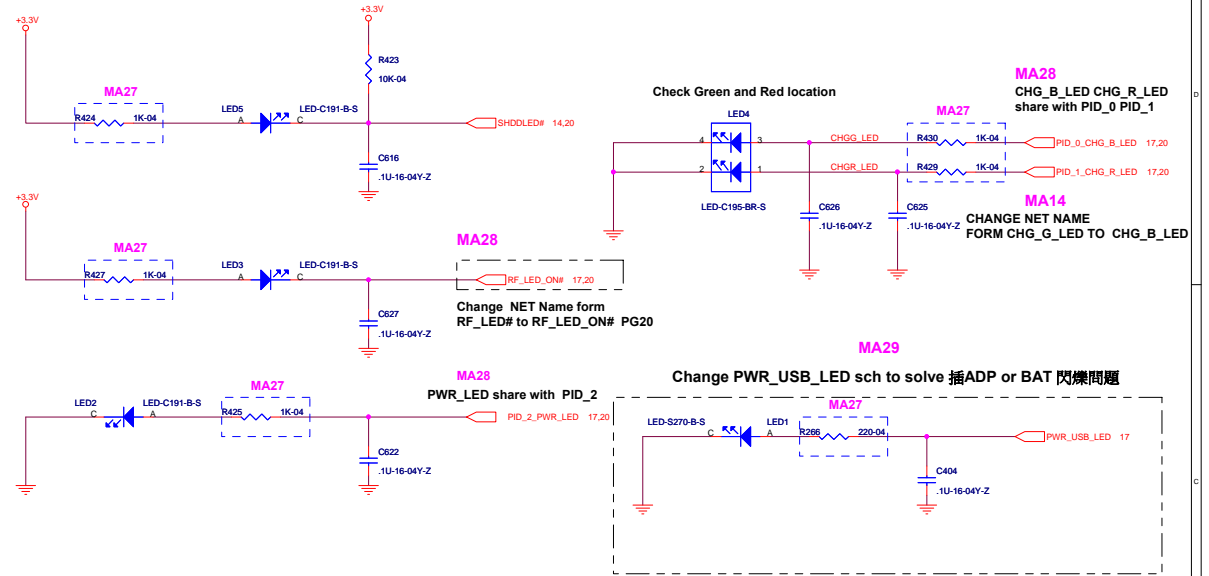 +3.3V
+3.3V
R423
10K-04
MA27
R424 1K-04
LED5 LED-C191-B-S
A C
SHDDLED# 14,20
C616
.1U-16-04Y-Z
+3.3V
MA27
R427 1K-04
LED3 LED-C191-B-S
A C
MA28
RF_LED_ON# 17,20
Change NET Name form
RF_LED# to RF_LED_ON# PG20
C627
.1U-16-04Y-Z
LED2 LED-C191-B-S
C A
MA27
R425 1K-04
MA28
PWR_LED share with PID_2
PID_2_PWR_LED 17,20
C622
.1U-16-04Y-Z
Check Green and Red location
LED4
4 3
2 1
LED-C195-BR-S
CHGG_LED
CHGR_LED
MA27
R430 1K-04
R429 1K-04
MA28
CHG_B_LED CHG_R_LED
share with PID_0 PID_1
PID_0_CHG_B_LED 17,20
PID_1_CHG_R_LED 17,20
C626
.1U-16-04Y-Z
C625
.1U-16-04Y-Z
MA14
CHANGE NET NAME
FORM CHG_G_LED TO CHG_B_LED
MA29
Change PWR_USB_LED sch to solve 插ADP or BAT 閃爍問題
LED-S270-B-S LED1
C A
MA27
R266 220-04
PWR_USB_LED 17
C404
.1U-16-04Y-Z
D
C